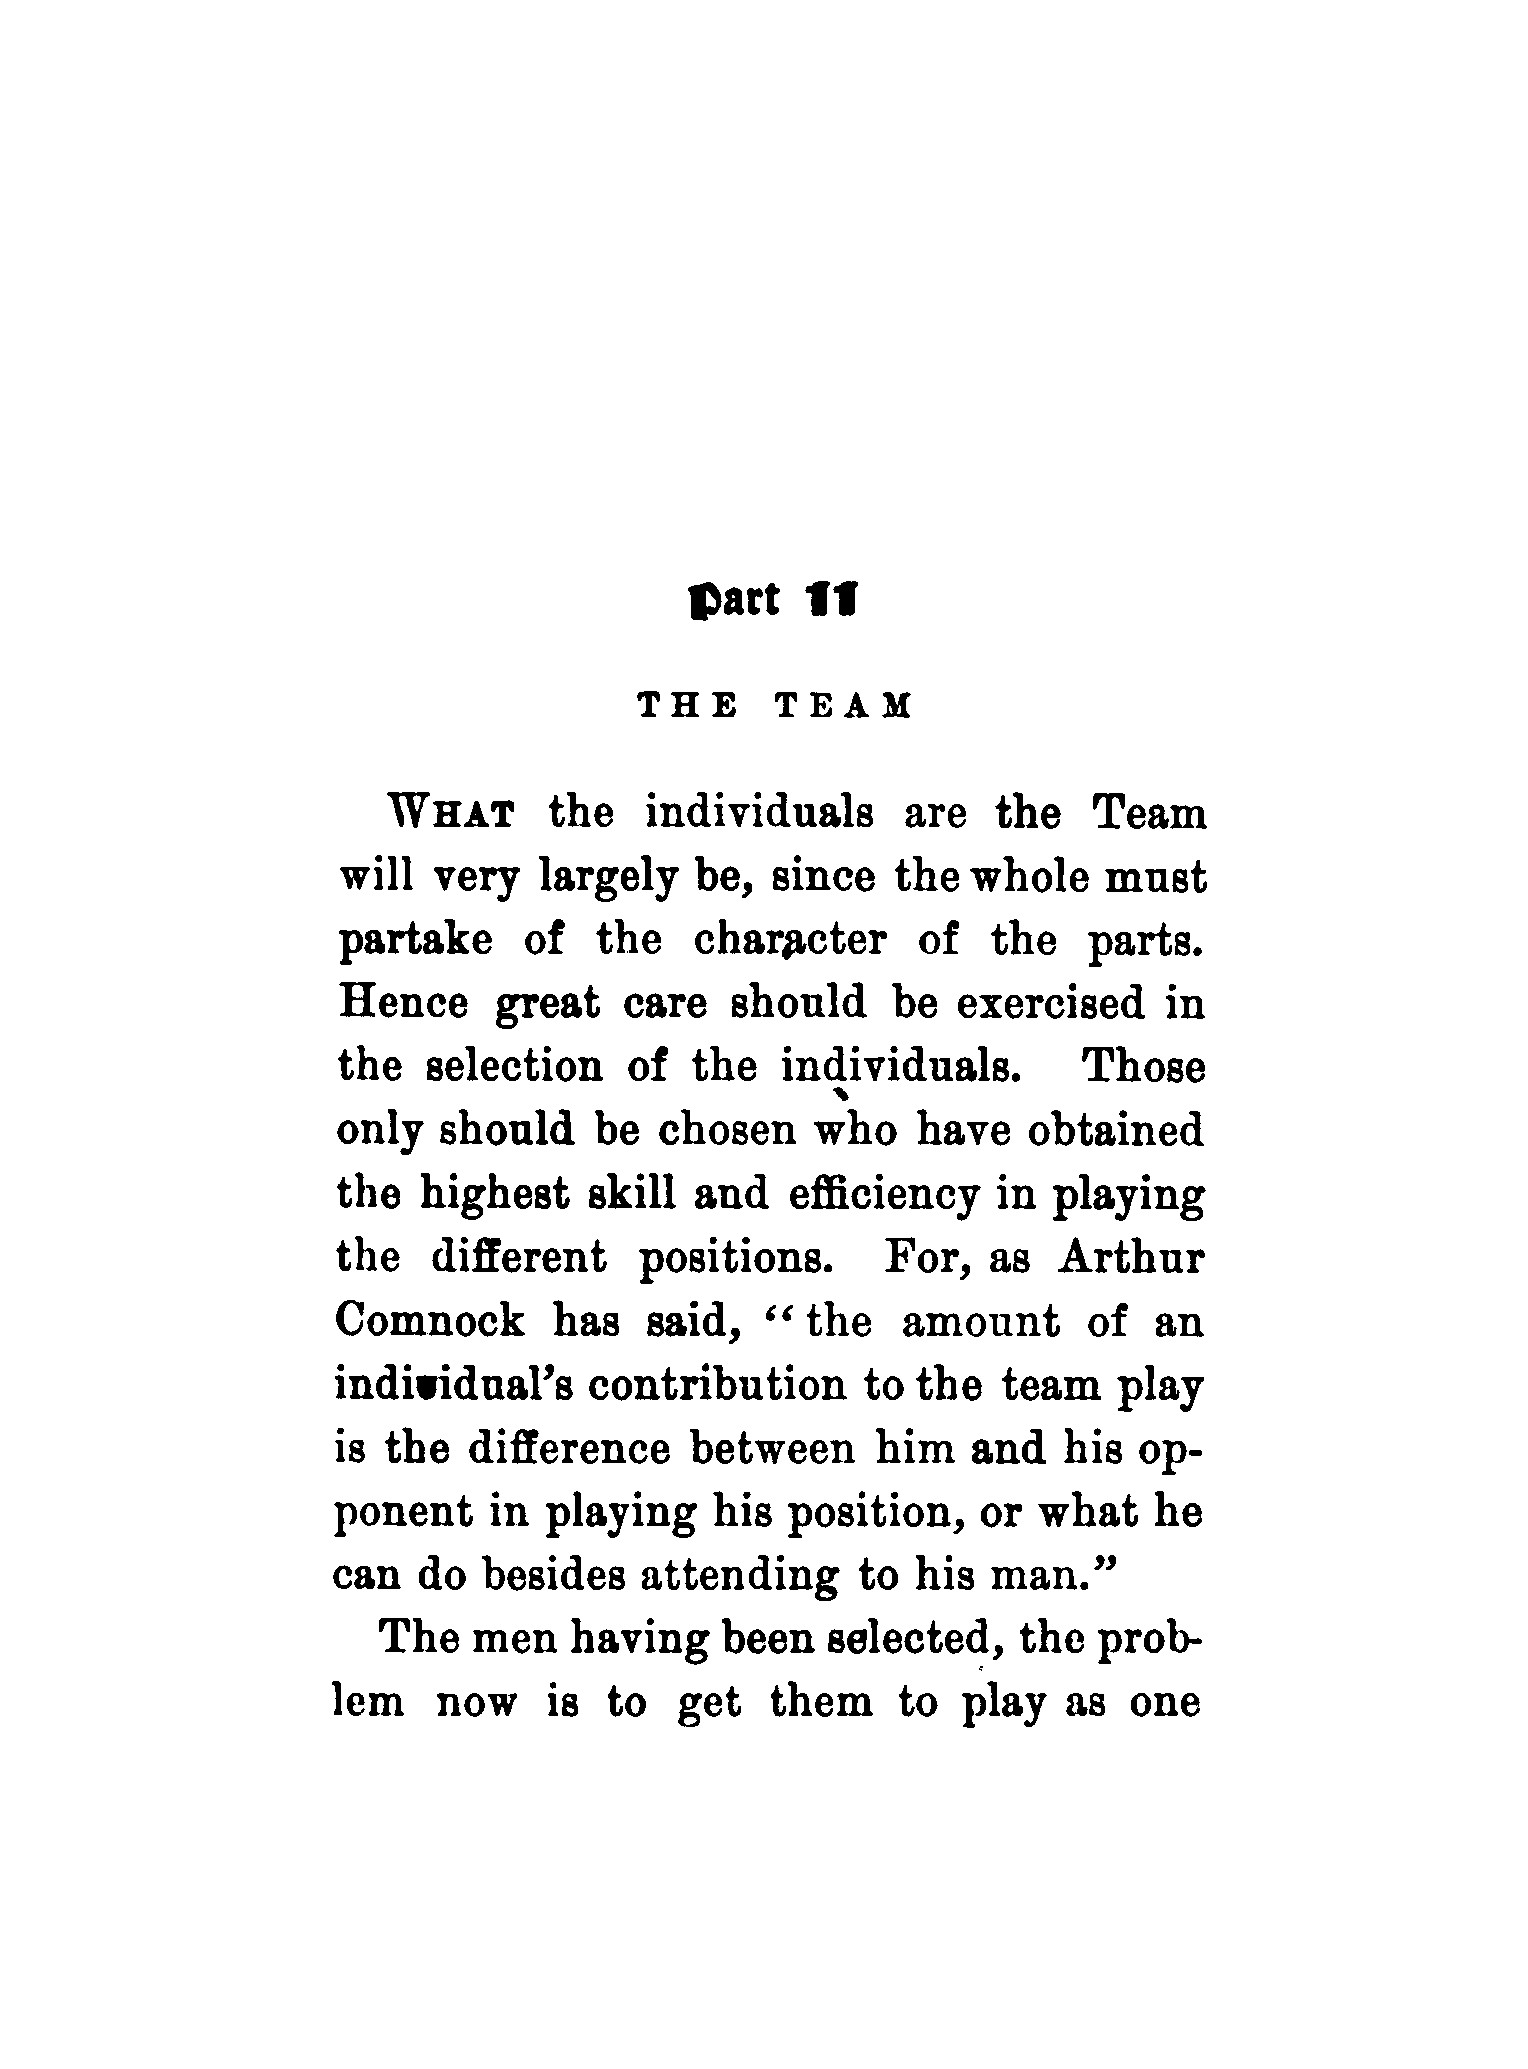 Part II
THE TEAM
WHAT the individuals are the Team
will very largely be, since the whole must
partake of the character of the parts.
Hence great care should be exercised in
the selection of the individuals. Those
only should be chosen who have obtained
the highest skill and efficiency in playing
the different positions. For, as Arthur
Comnock has said, “the amount of an
individual’s contribution to the team play
is the difference between him and his op-
ponent in playing his position, or what he
can do besides attending to his man.”
The men having been selected, the prob-
lem now is to get them to play as one